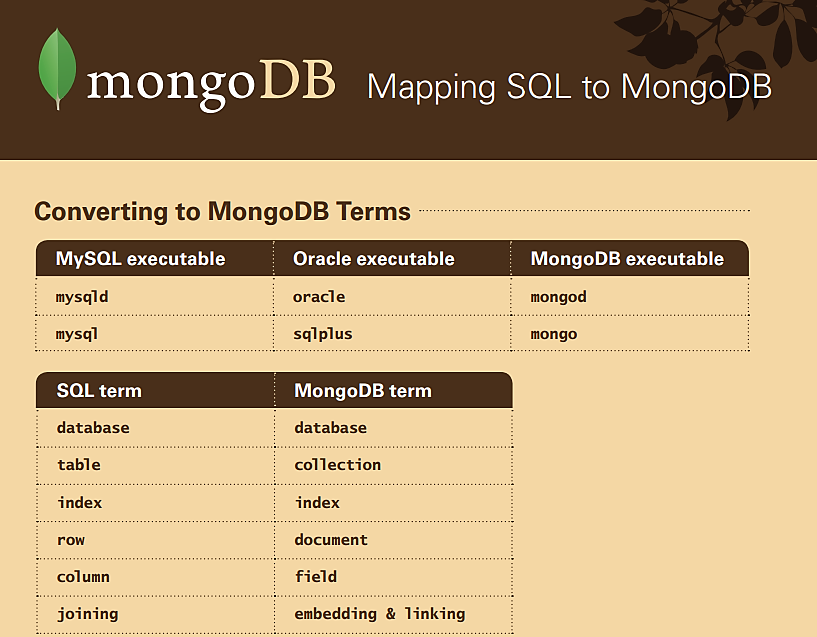 mongoDB Mapping SQL to MongoDB
Converting to MongoDB Terms
MySQL executable Oracle executable MongoDB executable
mysqld oracle mongod
mysql sqlplus mongo
SQL term MongoDB term
database database
table collection
index index
row document
column field
joining embedding & linking